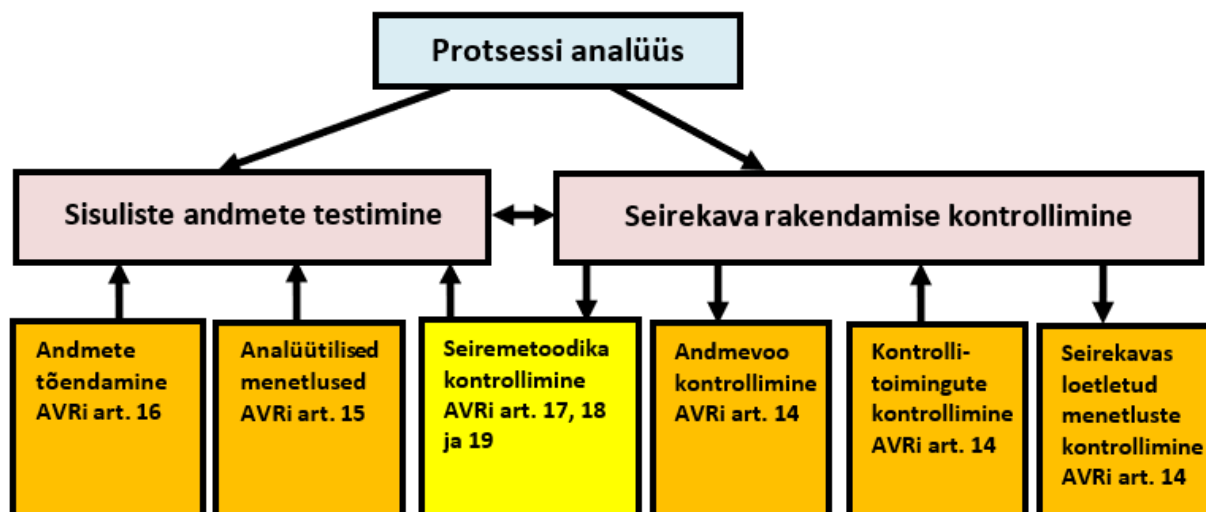 Protsessi analüüs
Sisuliste andmete testimine
Seirekava rakendamise kontrollimine
Andmete
tõendamine
AVRi art. 16
Analüütilised
menetlused
AVRi art. 15
Seiremetoodika
kontrollimine
AVRi art. 17, 18
ja 19
Andmevoo
kontrollimine
AVRi art. 14
Kontrolli-
toimingute
kontrollimine
AVRi art. 14
Seirekavas
loetletud
menetluste
kontrollimine
AVRi art. 14